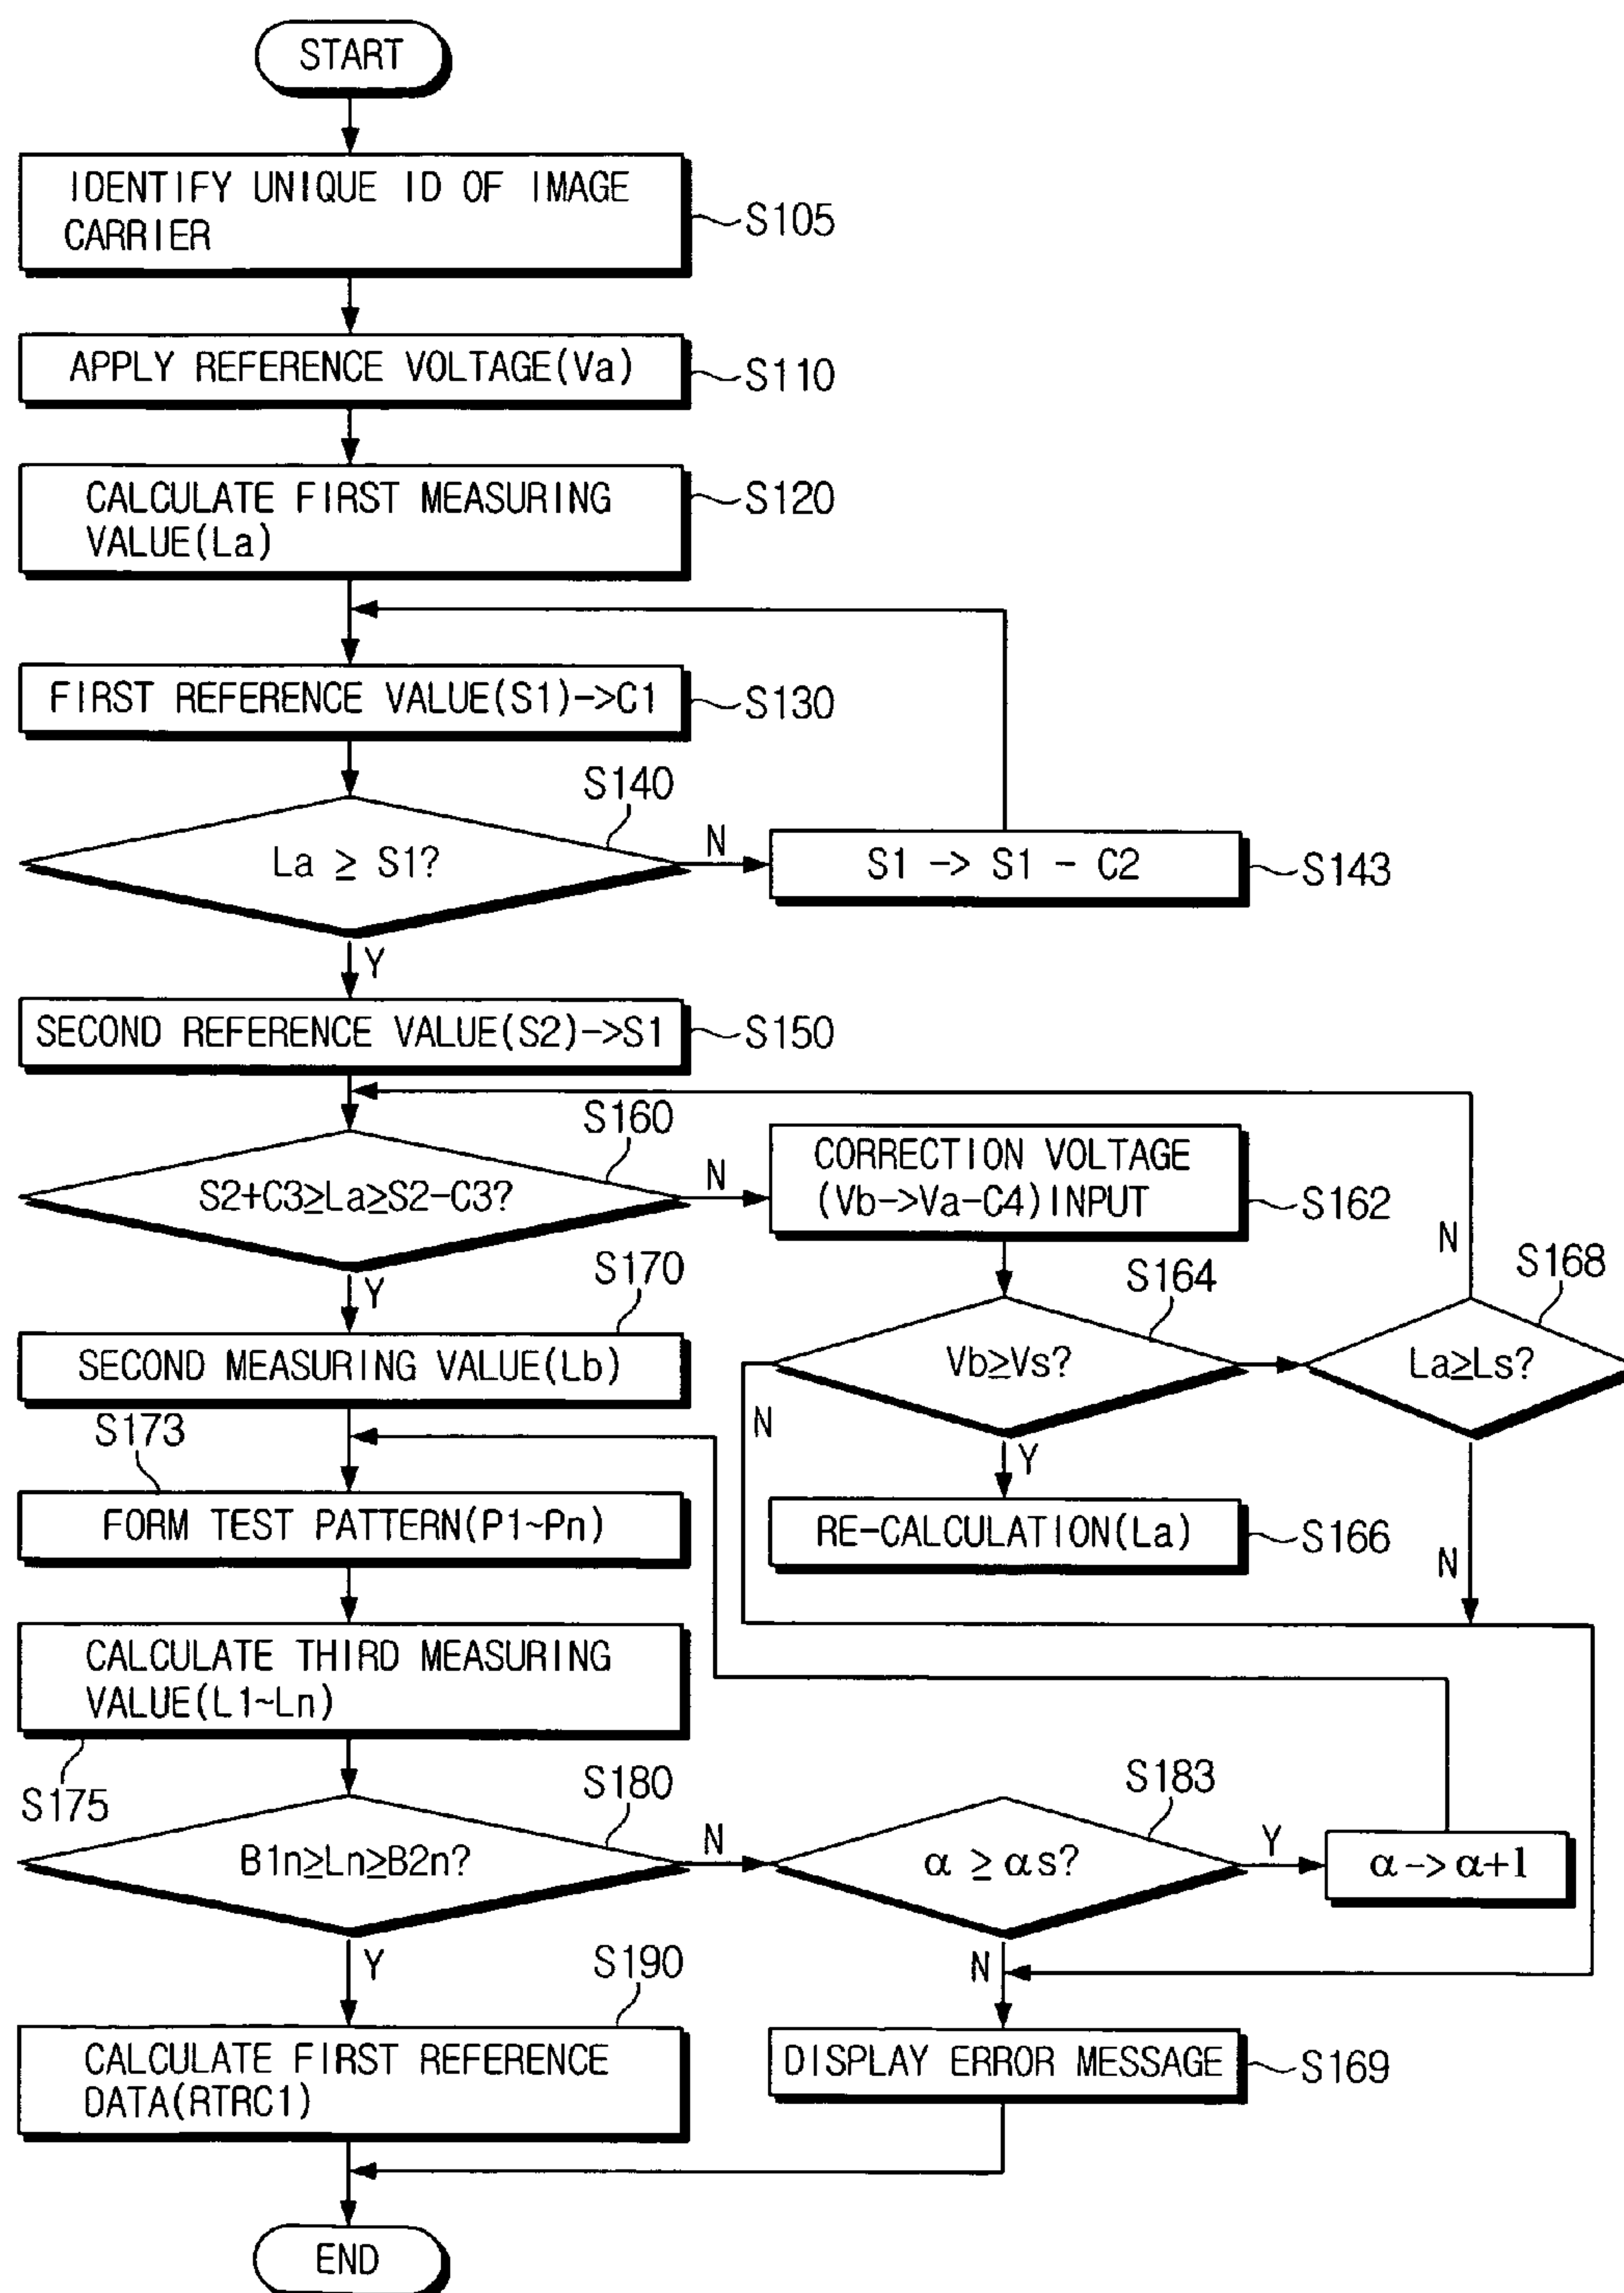 START
IDENTIFY UNIQUE ID OF IMAGE
CARRIER
S105
APPLY REFERENCE VOLTAGE(Va)
S110
CALCULATE FIRST MEASURING
VALUE(La)
S120
FIRST REFERENCE VALUE(S1)->C1
S130
S140
La ≥ S1?
N
S1 -> S1 - C2
S143
Y
SECOND REFERENCE VALUE(S2)->S1
S150
S160
S2+C3≥La≥S2-C3?
N
CORRECTION VOLTAGE
(Vb->Va-C4)INPUT
S162
Y
S170
SECOND MEASURING VALUE(Lb)
S164
Vb≥Vs?
N
S168
La≥Ls?
N
Y
N
RE-CALCULATION(La)
S166
N
S173
FORM TEST PATTERN(P1~Pn)
CALCULATE THIRD MEASURING
VALUE(L1~Ln)
S175
S180
B1n≥Ln≥B2n?
N
S183
α ≥ αs?
Y
α->α+1
Y
N
S190
CALCULATE FIRST REFERENCE
DATA(RTRC1)
DISPLAY ERROR MESSAGE
S169
END